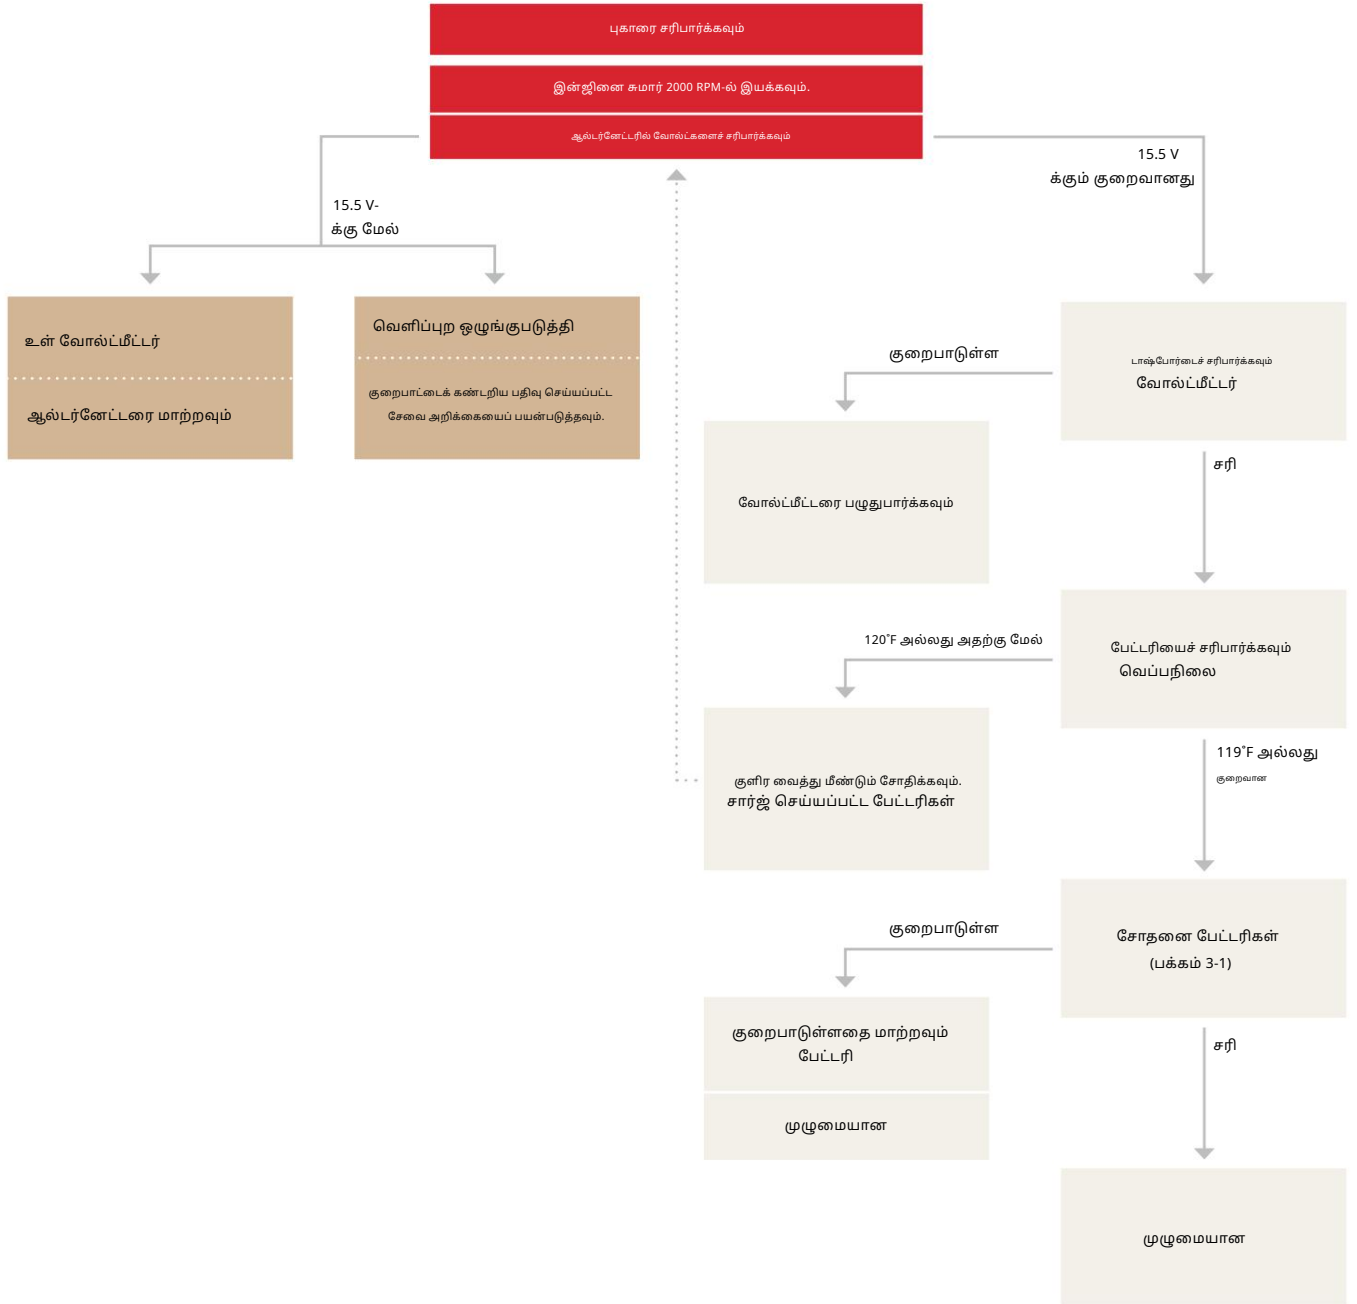 புகாரை சரிபார்க்கவும்
இன்ஜினை சுமார் 2000 RPM-ல் இயக்கவும்.
ஆல்டர்னேட்டரில் வோல்ட்களைச் சரிபார்க்கவும்
15.5 V-
க்கு மேல்
15.5 V
க்கும் குறைவானது
உள் வோல்ட்மீட்டர்
ஆல்டர்னேட்டரை மாற்றவும்
வெளிப்புற ஒழுங்குபடுத்தி
குறைபாட்டைக் கண்டறிய பதிவு செய்யப்பட்ட
சேவை அறிக்கையைப் பயன்படுத்தவும்.
டாஷ்போர்டைச் சரிபார்க்கவும்
வோல்ட்மீட்டர்
குறைபாடுள்ள
வோல்ட்மீட்டரை பழுதுபார்க்கவும்
சரி
பேட்டரியைச் சரிபார்க்கவும்
வெப்பநிலை
120˚F அல்லது அதற்கு மேல்
குளிர வைத்து மீண்டும் சோதிக்கவும்.
சார்ஜ் செய்யப்பட்ட பேட்டரிகள்
119˚F அல்லது
குறைவான
சோதனை பேட்டரிகள்
(பக்கம் 3-1)
குறைபாடுள்ள
குறைபாடுள்ளதை மாற்றவும்
பேட்டரி
முழுமையான
சரி
முழுமையான